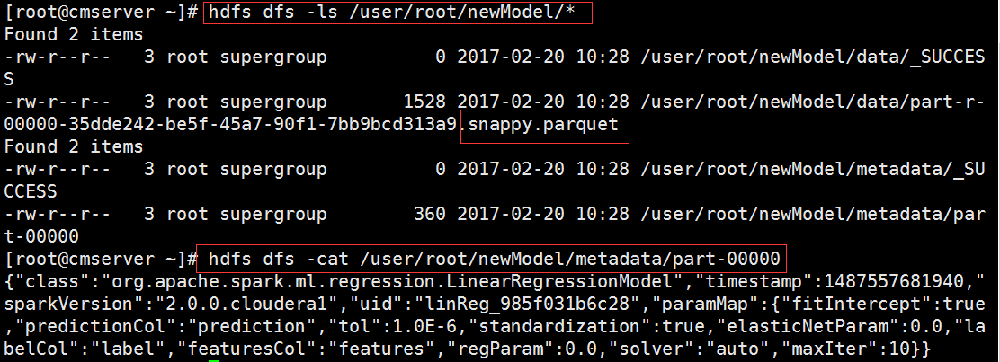 [root@cmserver ~]# hdfs dfs -ls /user/root/newModel/*
Found 2 items
-rw-r--r--   3 root supergroup          0 2017-02-20 10:28 /user/root/newModel/data/_SUCCES
S
-rw-r--r--   3 root supergroup       1528 2017-02-20 10:28 /user/root/newModel/data/part-r-
00000-35dde242-be5f-45a7-90f1-7bb9bcd313a9.snappy.parquet
Found 2 items
-rw-r--r--   3 root supergroup          0 2017-02-20 10:28 /user/root/newModel/metadata/_SU
CCESS
-rw-r--r--   3 root supergroup        360 2017-02-20 10:28 /user/root/newModel/metadata/par
t-00000
[root@cmserver ~]# hdfs dfs -cat /user/root/newModel/metadata/part-00000
{"class":"org.apache.spark.ml.regression.LinearRegressionModel","timestamp":1487557681940,"
sparkVersion":"2.0.0.cloudera1","uid":"linReg_985f031b6c28","paramMap":{"fitIntercept":true
,"predictionCol":"prediction","tol":1.0E-6,"standardization":true,"elasticNetParam":0.0,"la
belCol":"label","featuresCol":"features","regParam":0.0,"solver":"auto","maxIter":10}}